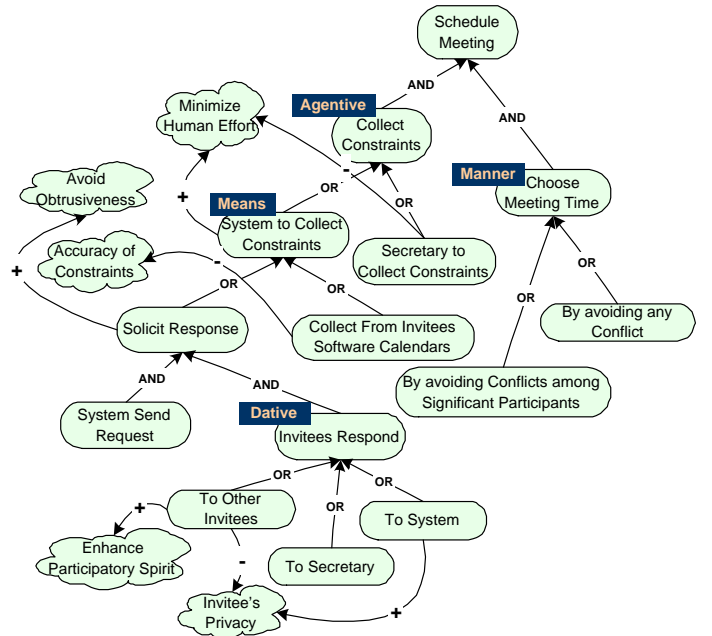 Schedule
Meeting
AND
AND
Agentive
Collect
Constraints
Minimize
Human Effort
Manner
Choose
Meeting Time
Avoid
Obtrusiveness
+
-
OR
OR
Means
System to Collect
Constraints
Secretary to
Collect Constraints
Accuracy of
Constraints
+
-
OR
OR
OR
OR
By avoiding any
Conflict
Solicit Response
Collect From Invitees
Software Calendars
By avoiding Conflicts among
Significant Participants
AND
AND
System Send
Request
Dative
Invitees Respond
OR
OR
OR
To Other
Invitees
To System
To Secretary
+
-
Enhance
Participatory Spirit
Invitee's
Privacy
+